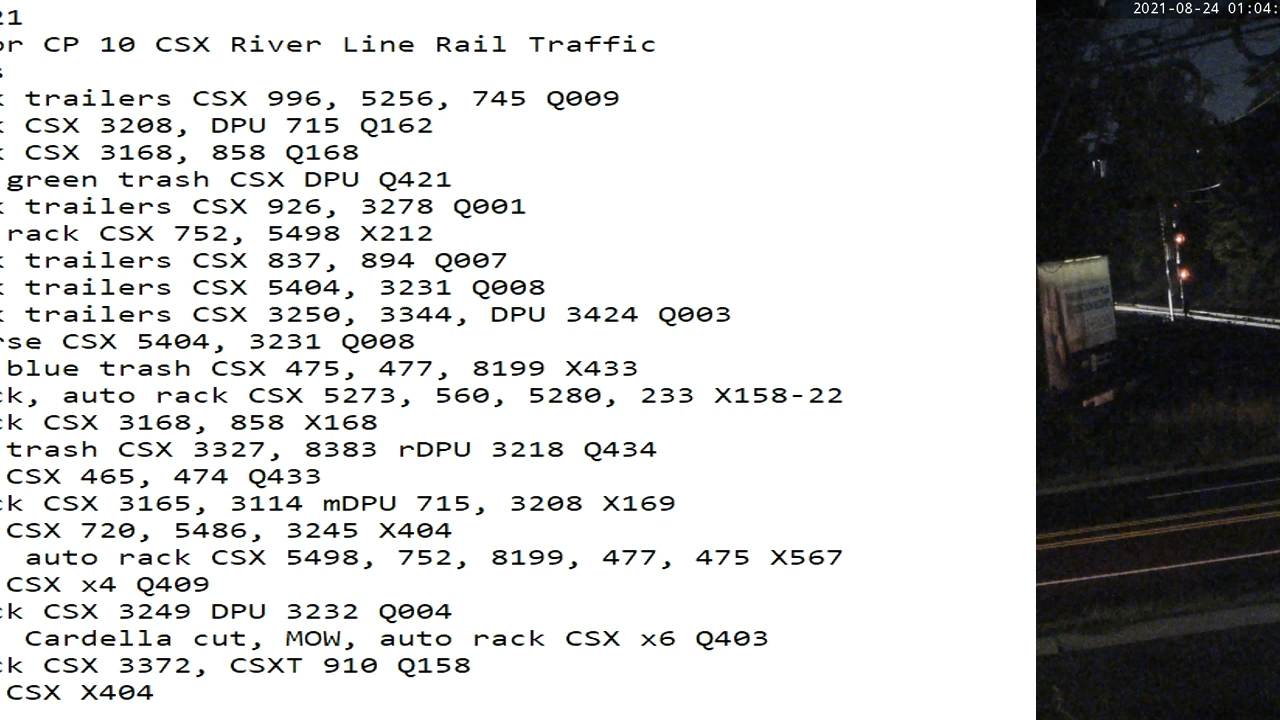 21
or CP 10 CSX River Line Rail Traffic
s
k trailers CSX 996, 5256, 745 Q009
k CSX 3208, DPU 715 Q162
k CSX 3168, 858 Q168
green trash CSX DPU Q421
k trailers CSX 926, 3278 Q001
rack CSX 752, 5498 X212
k trailers CSX 837, 894 Q007
k trailers CSX 5404, 3231 Q008
k trailers CSX 3250, 3344, DPU 3424 Q003
rse CSX 5404, 3231 Q008
blue trash CSX 475, 477, 8199 X433
ck, auto rack CSX 5273, 560, 5280, 233 X158-22
ck CSX 3168, 858 X168
trash CSX 3327, 8383 rDPU 3218 Q434
CSX 465, 474 Q433
ck CSX 3165, 3114 mDPU 715, 3208 X169
CSX 720, 5486, 3245 X404
auto rack CSX 5498, 752, 8199, 477, 475 X567
CSX x4 Q409
ck CSX 3249 DPU 3232 Q004
Cardella cut, MOW, auto rack CSX x6 Q403
ck CSX 3372, CSXT 910 Q158
CSX X404
2021-08-24 01:04: